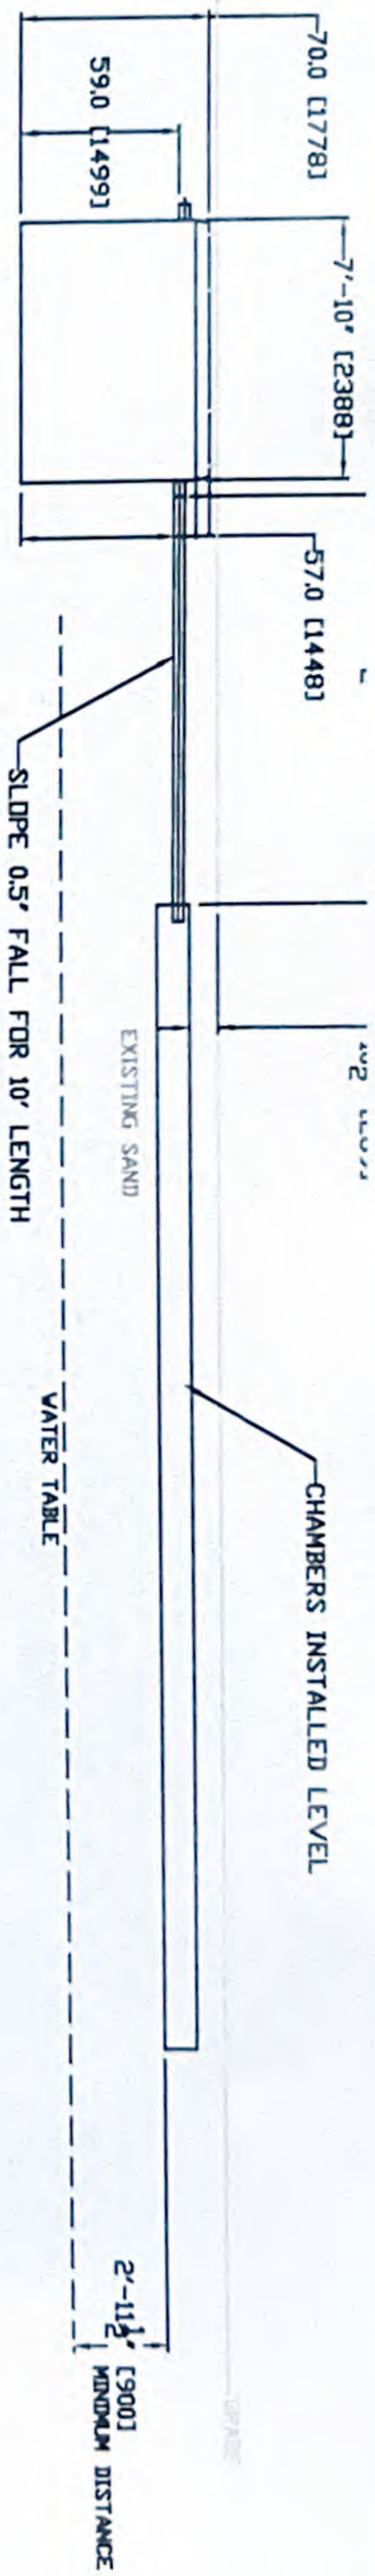 70.0 [1778]
59.0 [1499]
7'-10" [2388]
57.0 [1448]
SLOPE 0.5" FALL FOR 10' LENGTH
EXISTING SAND
WATER TABLE
CHAMBERS INSTALLED LEVEL
2'-11½" [900]
MINIMUM DISTANCE
GRADE